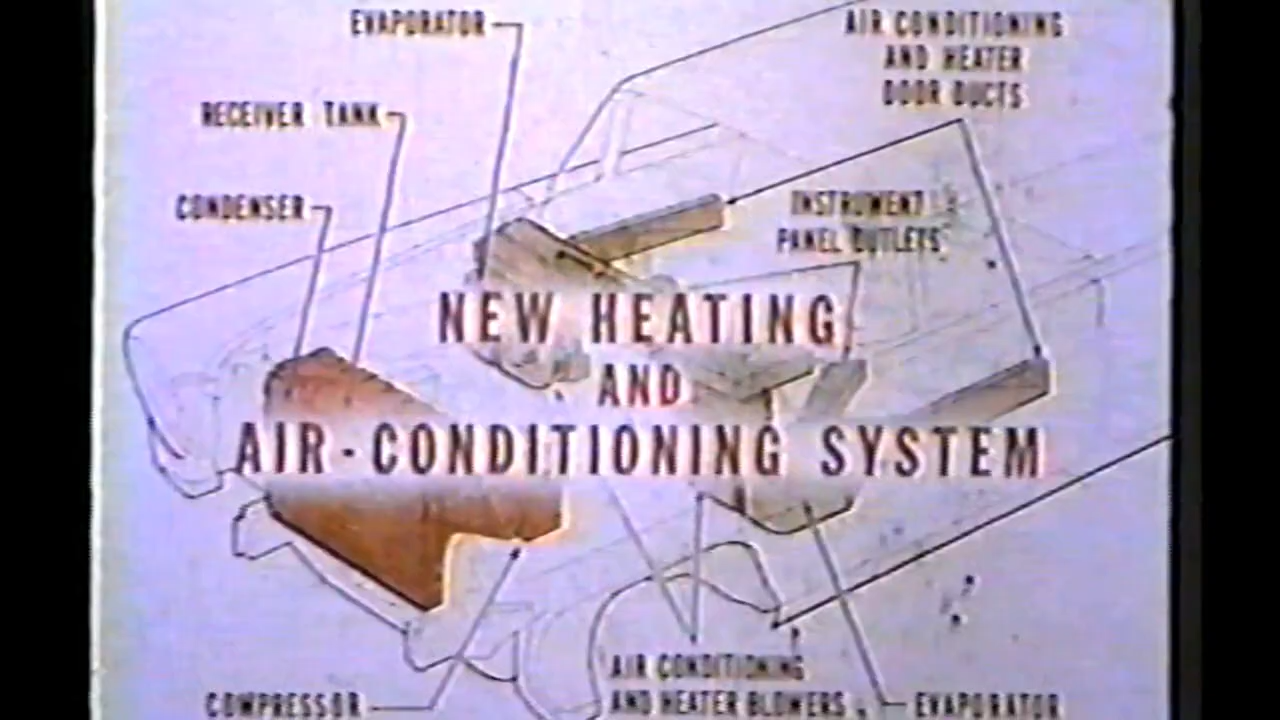 EVAPORATOR
AIR CONDITIONING
AND HEATER
DOOR DUCTS
RECEIVER TANK
CONDENSER
INSTRUMENT
PANEL OUTLETS
NEW HEATING
AND
AIR-CONDITIONING SYSTEM
AIR CONDITIONING
AND HEATER BLOWERS
COMPRESSOR
EVAPORATOR